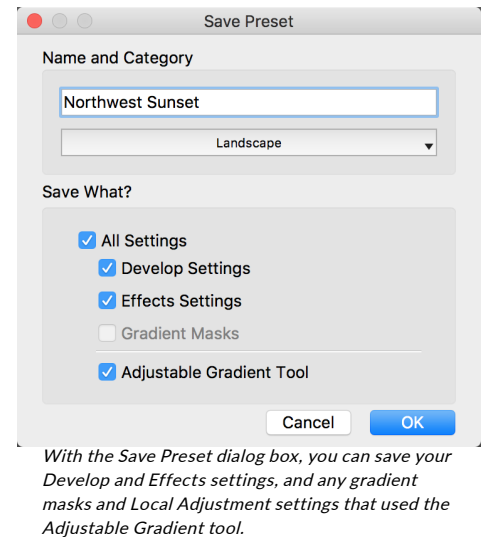 Save Preset
Name and Category
Northwest Sunset
Landscape
Save What?
All Settings
Develop Settings
Effects Settings
Gradient Masks
Adjustable Gradient Tool
Cancel OK
With the Save Preset dialog box, you can save your
Develop and Effects settings, and any gradient
masks and Local Adjustment settings that used the
Adjustable Gradient tool.